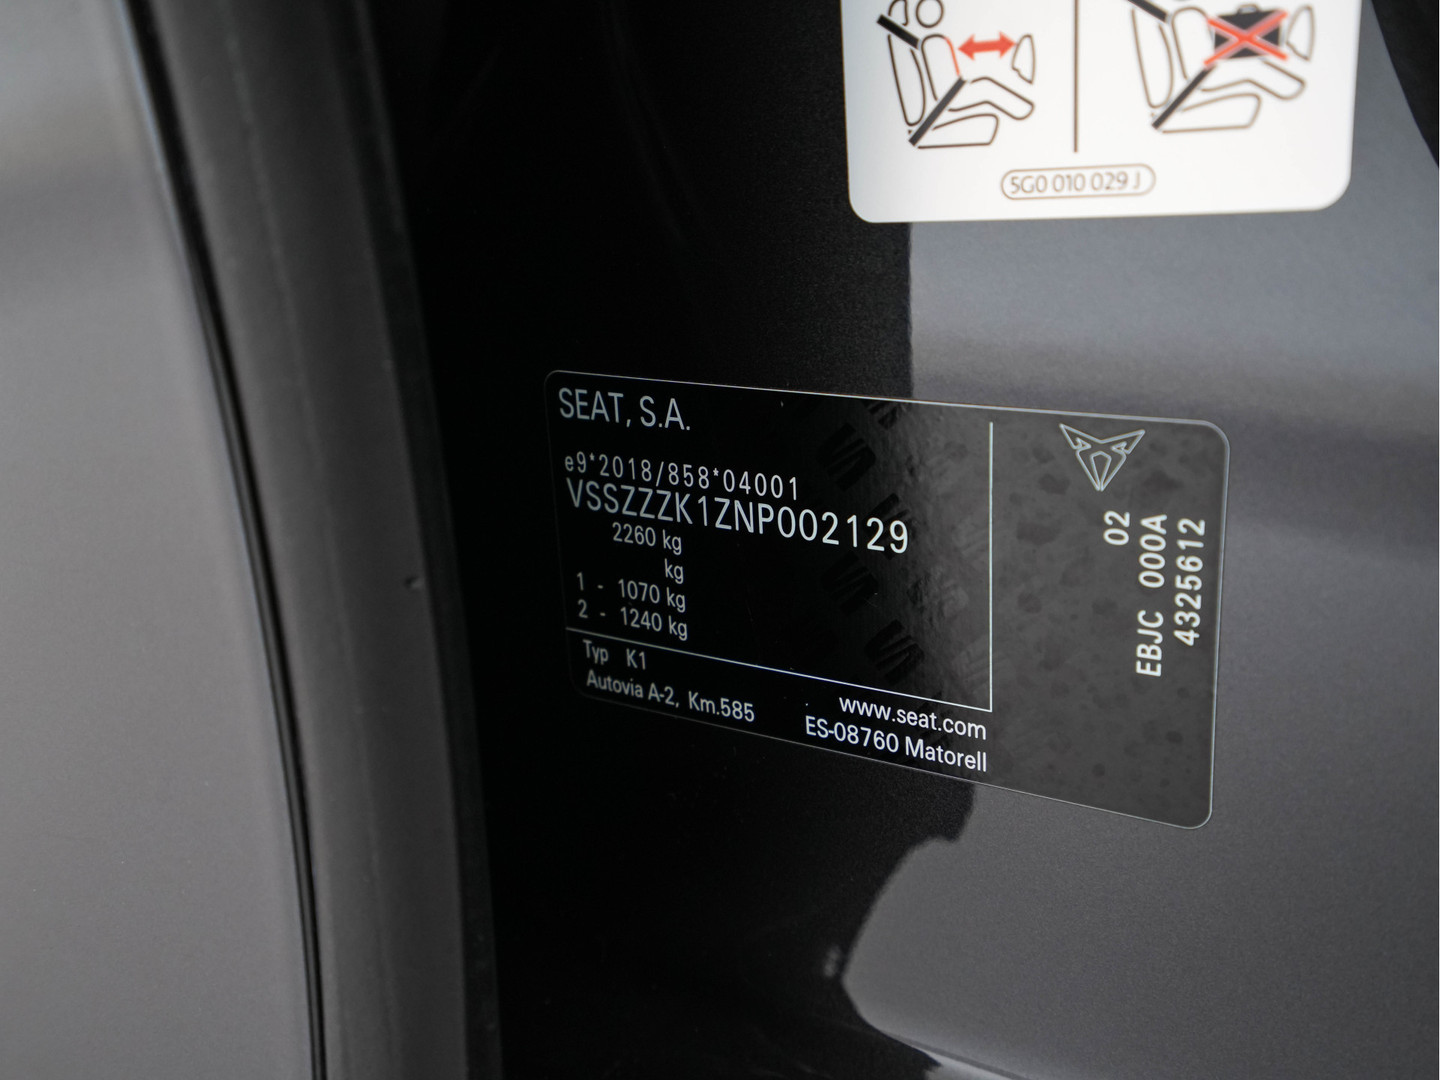 5G0 010 029 J
SEAT, S.A.
e9*2018/858*04001
VSSZZZK1ZNP002129
2260 kg
kg
1 - 1070 kg
2 - 1240 kg
Typ K1
Autovia A-2, Km.585
www.seat.com
ES-08760 Matorell
02
EBJC 000A
4325612